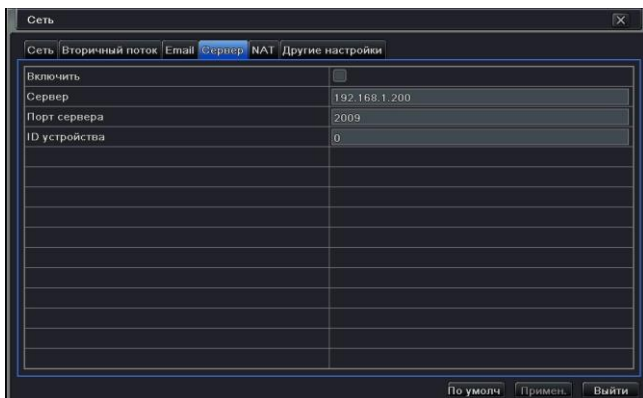 Сеть
Сеть Вторичный поток Email Сервер NAT Другие настройки
Включить
Сервер 192.168.1.200
Порт сервера 2009
ID устройства 0
По умолч Примен. Выйти